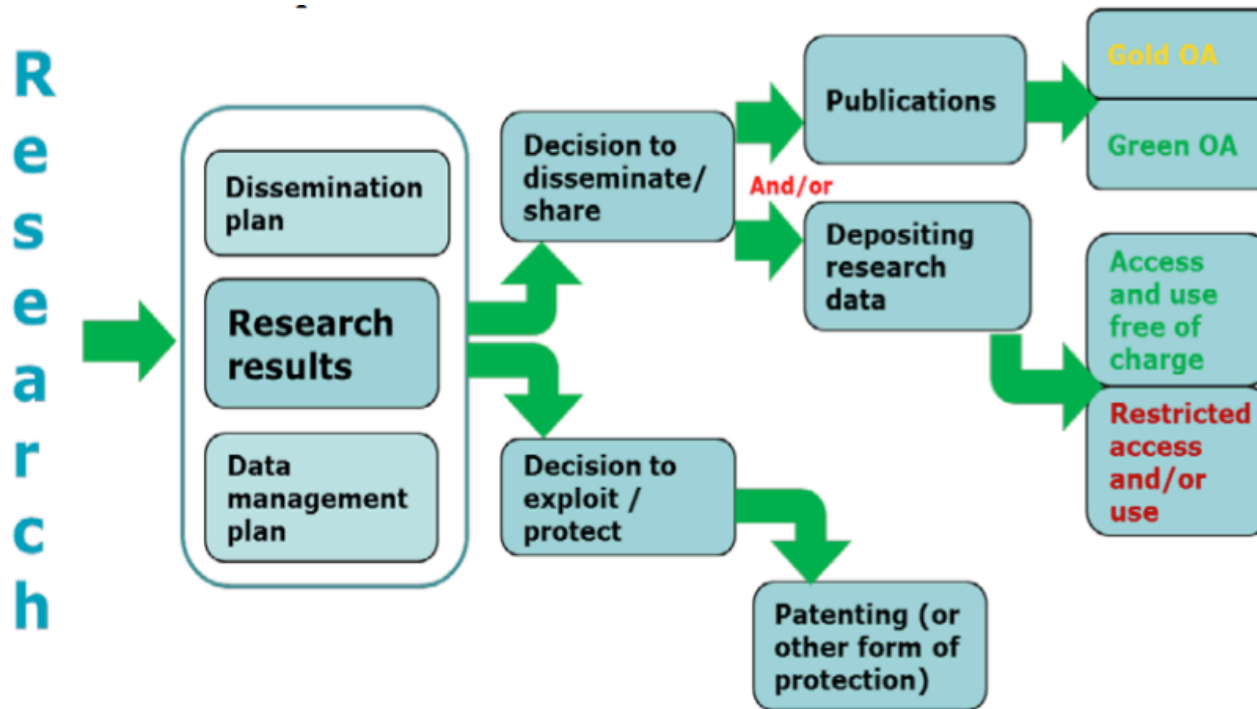 Research
Dissemination
plan
Research
results
Data
management
plan
Decision to
disseminate/
share
Decision to
exploit /
protect
And/or
Publications
Depositing
research
data
Patenting (or
other form of
protection)
Gold OA
Green OA
Access
and use
free of
charge
Restricted
access
and/or
use